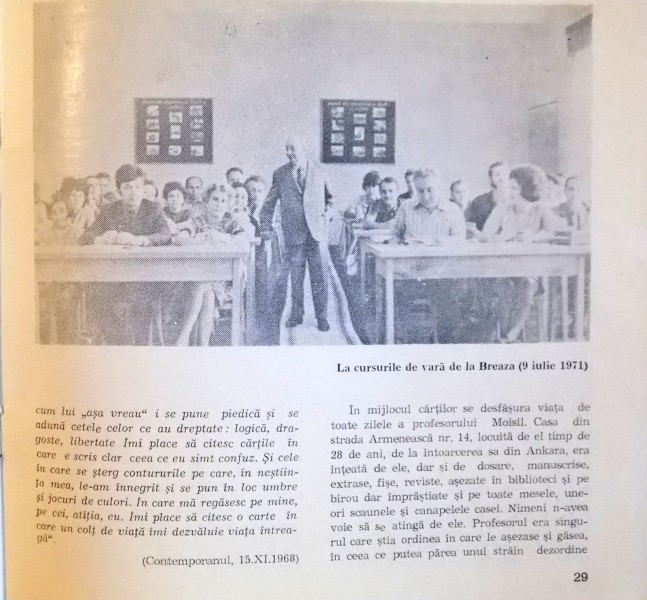 La cursurile de vară de la Breaza (9 iulie 1971)
cum lui „așa vreau“ i se pune piedică și se
adună cetele celor ce au dreptate : logică, dra-
goste, libertate Imi place să citesc cărțile în
care e scris clar ceea ce eu simt confuz. Și cele
în care se șterg contururile pe care, în neștiin-
ța mea, le-am înnegrit și se pun în loc umbre
și jocuri de culori. In care mă regăsesc pe mine,
pe cei, atîția, eu. Imi place să citesc o carte în
care un colț de viață îmi dezvăluie viața întrea-
gă“.
(Contemporanul, 15.XI.1968)
In mijlocul cărților se desfășura viața de
toate zilele a profesorului Moisil. Casa din
strada Armenească nr. 14, locuită de el timp de
28 de ani, de la întoarcerea sa din Ankara, era
înțeată de ele, dar și de dosare, manuscrise,
extrase, fișe, reviste, așezate în biblioteci și pe
birou dar împrăștiate și pe toate mesele, une-
ori scaunele și canapelele casei. Nimeni n-avea
voie să se atingă de ele. Profesorul era singu-
rul care știa ordinea în care le așezase și găsea,
în ceea ce putea părea unui străin dezordine
29